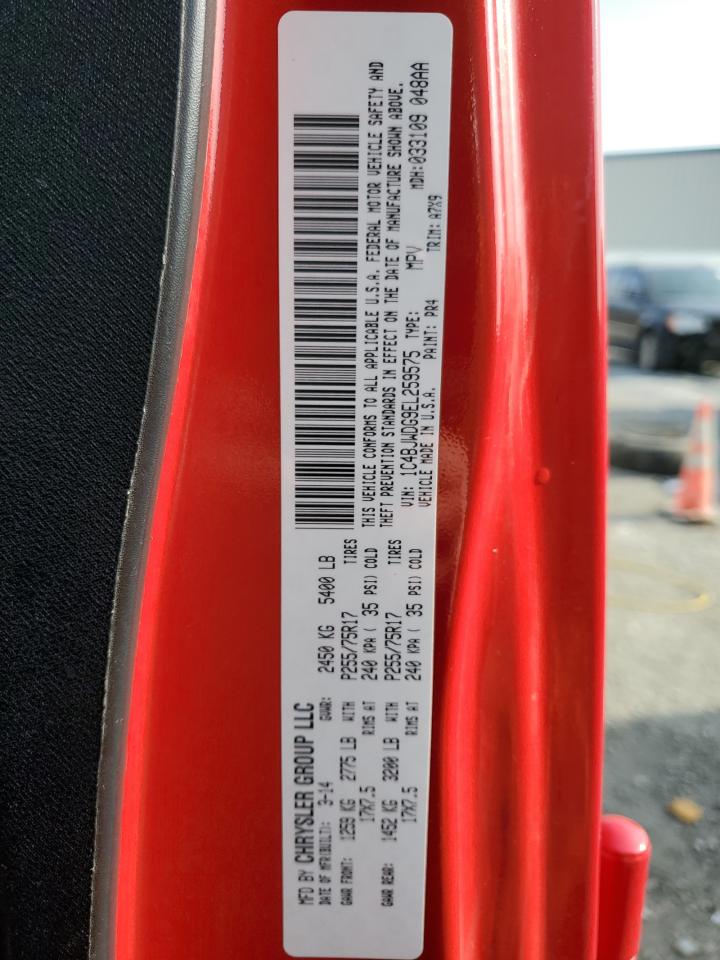 MFD BY CHRYSLER GROUP LLC
DATE OF MFR(BUILT): 3-14 GVWR: 2450 KG 5400 LB
GAWR FRONT: 1259 KG 2775 LB WITH P255/75R17 TIRES
17X7.5 RIMS AT 240 KPA ( 35 PSI) COLD
GAWR REAR: 1452 KG 3200 LB WITH P255/75R17 TIRES
17X7.5 RIMS AT 240 KPA ( 35 PSI) COLD
THIS VEHICLE CONFORMS TO ALL APPLICABLE U.S.A. FEDERAL MOTOR VEHICLE SAFETY AND
THEFT PREVENTION STANDARDS IN EFFECT ON THE DATE OF MANUFACTURE SHOWN ABOVE.
VIN: 1C4BJWDG9EL259575 TYPE: MPV MDH:033109 048AA
VEHICLE MADE IN U.S.A. PAINT: PR4 TRIM: A7X9